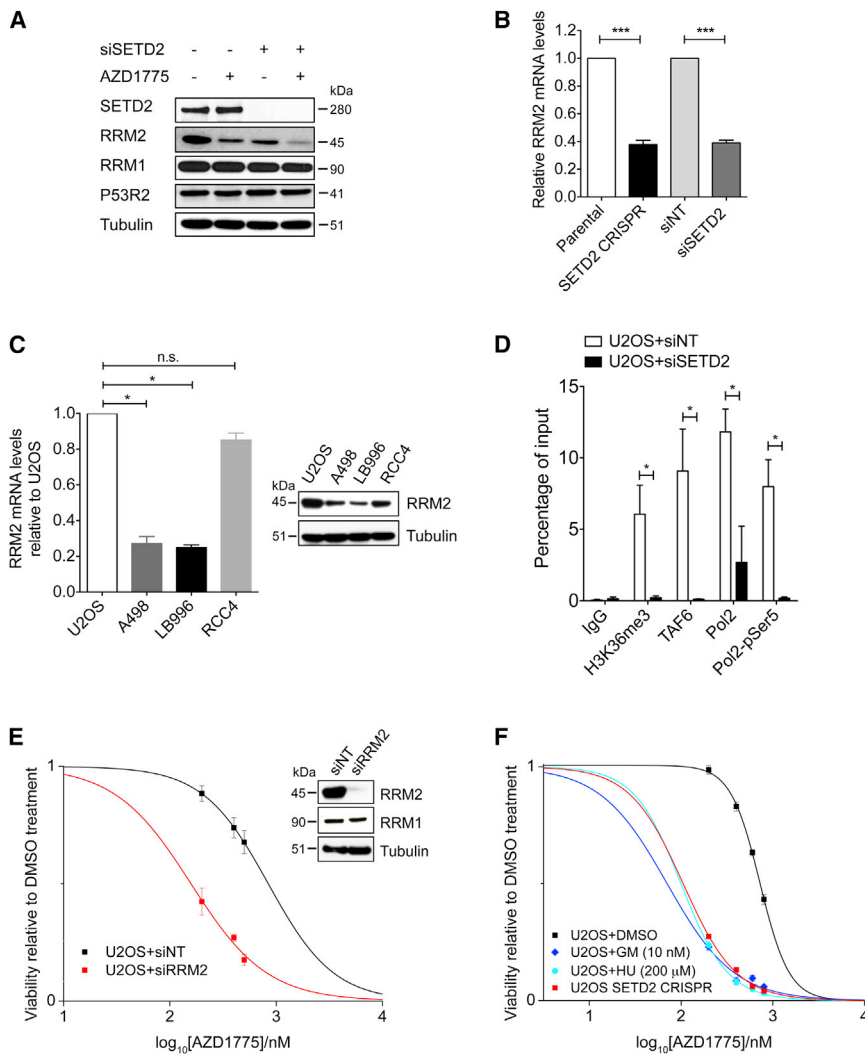 A
siSETD2 - - + +
AZD1775 - + - +
kDa
SETD2 280
RRM2 45
RRM1 90
P53R2 41
Tubulin 51
B
Relative RRM2 mRNA levels
1.2
1.0
0.8
0.6
0.4
0.2
0.0
*** ***
Parental
SETD2 CRISPR
siNT
siSETD2
C
RRM2 mRNA levels
relative to U2OS
n.s.
*
*
1.0
0.8
0.6
0.4
0.2
0.0
U2OS
A498
LB996
RCC4
U2OS
A498
LB996
RCC4
kDa
45 RRM2
51 Tubulin
D
U2OS+siNT
U2OS+siSETD2
Percentage of input
15
10
5
0
* * * *
IgG
H3K36me3
TAF6
Pol2
Pol2-pSer5
E
Viability relative to DMSO treatment
1
0
siNT
siRRM2
kDa
45 RRM2
90 RRM1
51 Tubulin
U2OS+siNT
U2OS+siRRM2
1 2 3 4
log10[AZD1775]/nM
F
Viability relative to DMSO treatment
1
0
U2OS+DMSO
U2OS+GM (10 nM)
U2OS+HU (200 μM)
U2OS SETD2 CRISPR
1 2 3 4
log10[AZD1775]/nM